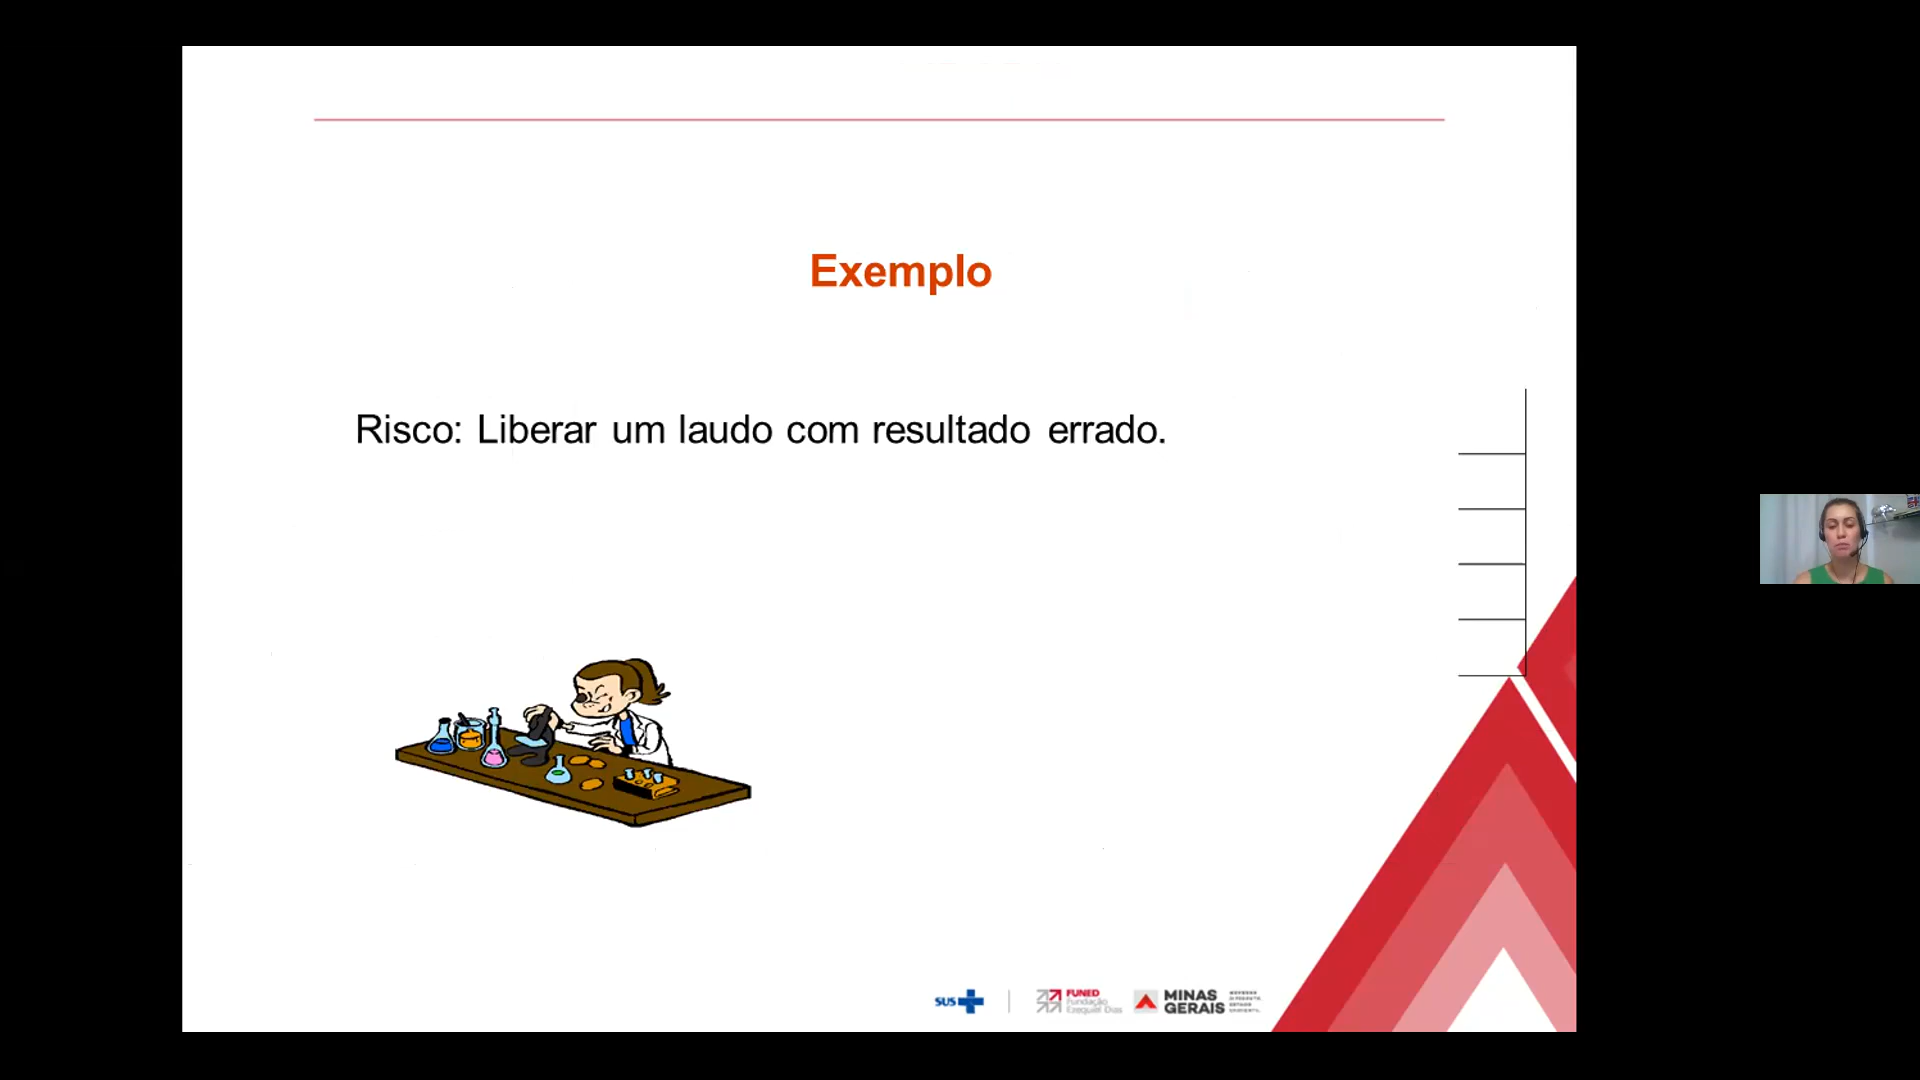 Exemplo
Risco: Liberar um laudo com resultado errado.
SUS
FUNED
Fundação
Ezequiel Dias
MINAS
GERAIS